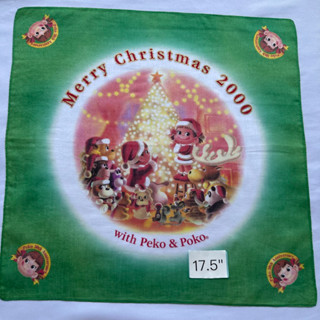 Merry Christmas 2000
with Peko & Poko.
17.5"